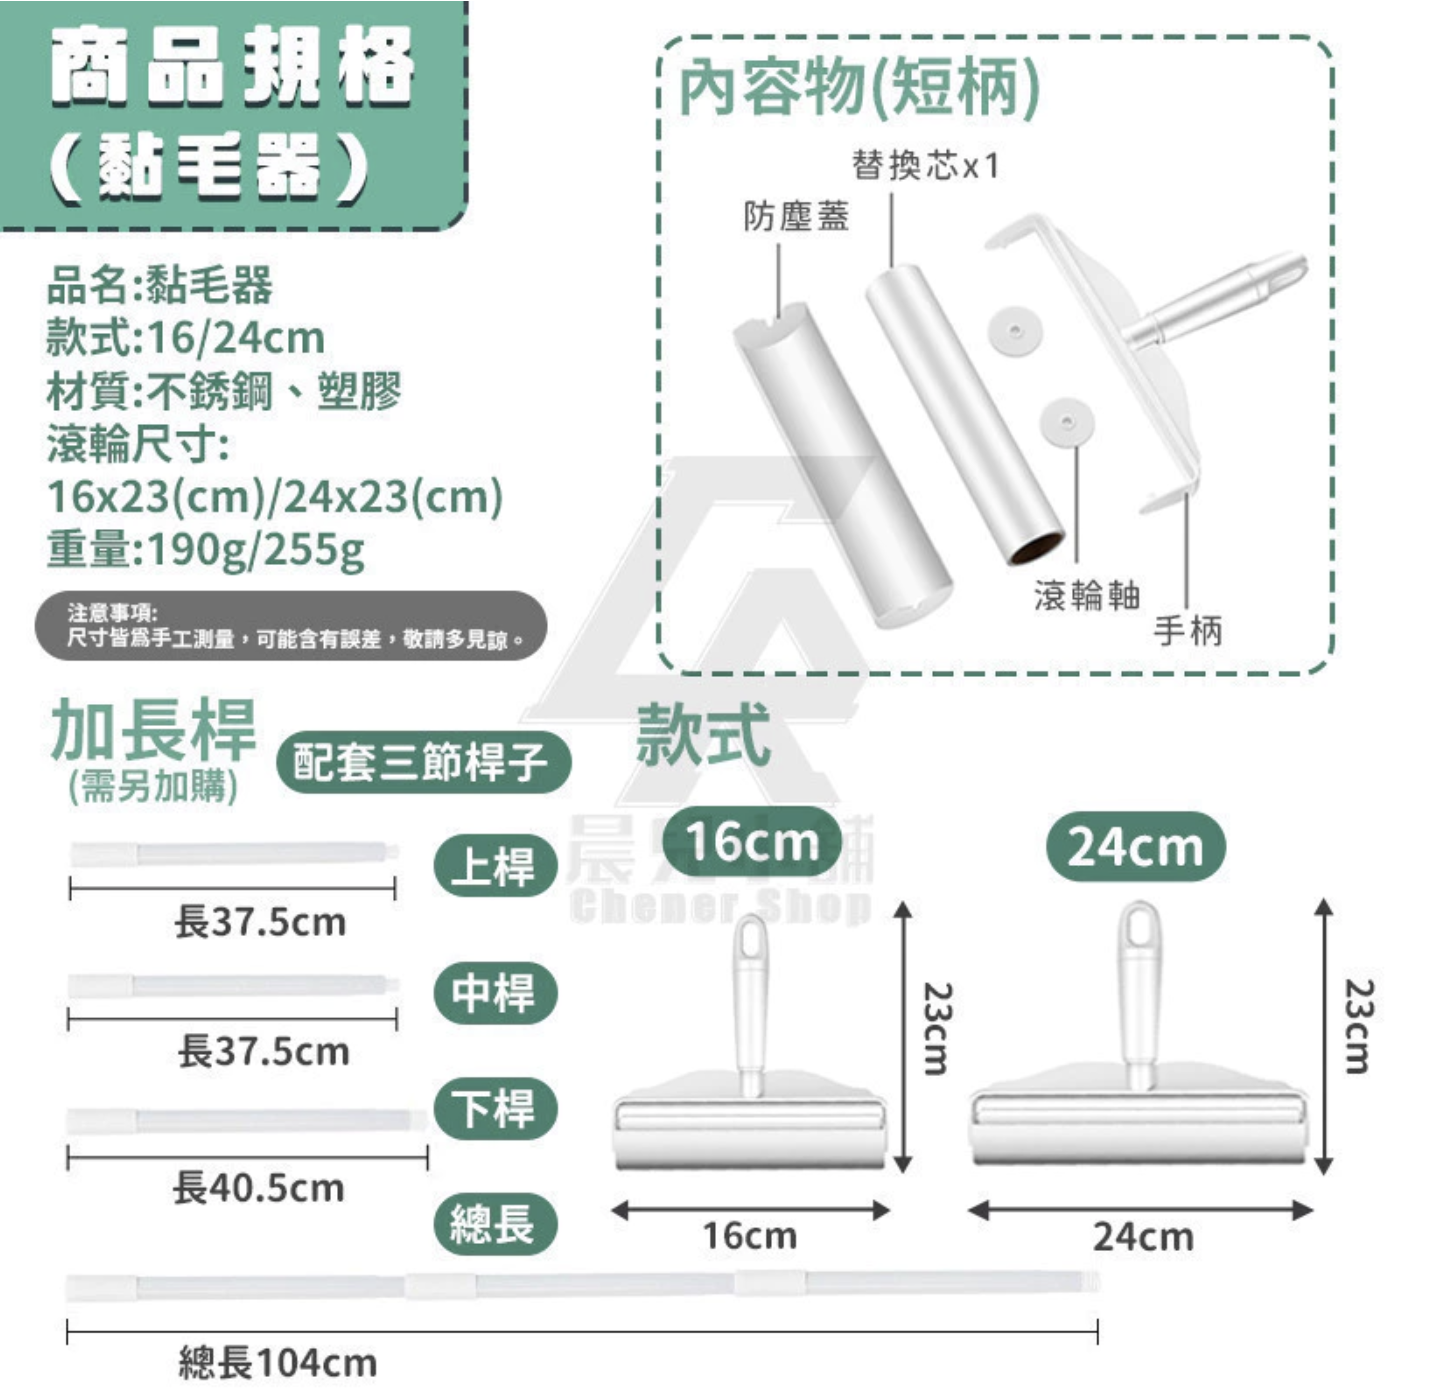 商品規格
(黏毛器)
品名:黏毛器
款式:16/24cm
材質:不銹鋼、塑膠
滾輪尺寸:
16x23(cm)/24x23(cm)
重量:190g/255g
注意事項:
尺寸皆為手工測量，可能含有誤差，敬請多見諒。
內容物(短柄)
替換芯x1
防塵蓋
滾輪軸
手柄
加長桿
(需另加購)
配套三節桿子
上桿
長37.5cm
中桿
長37.5cm
下桿
長40.5cm
總長
總長104cm
款式
16cm
24cm
23cm
23cm
16cm
24cm
晨兒小舖
Chener Shop